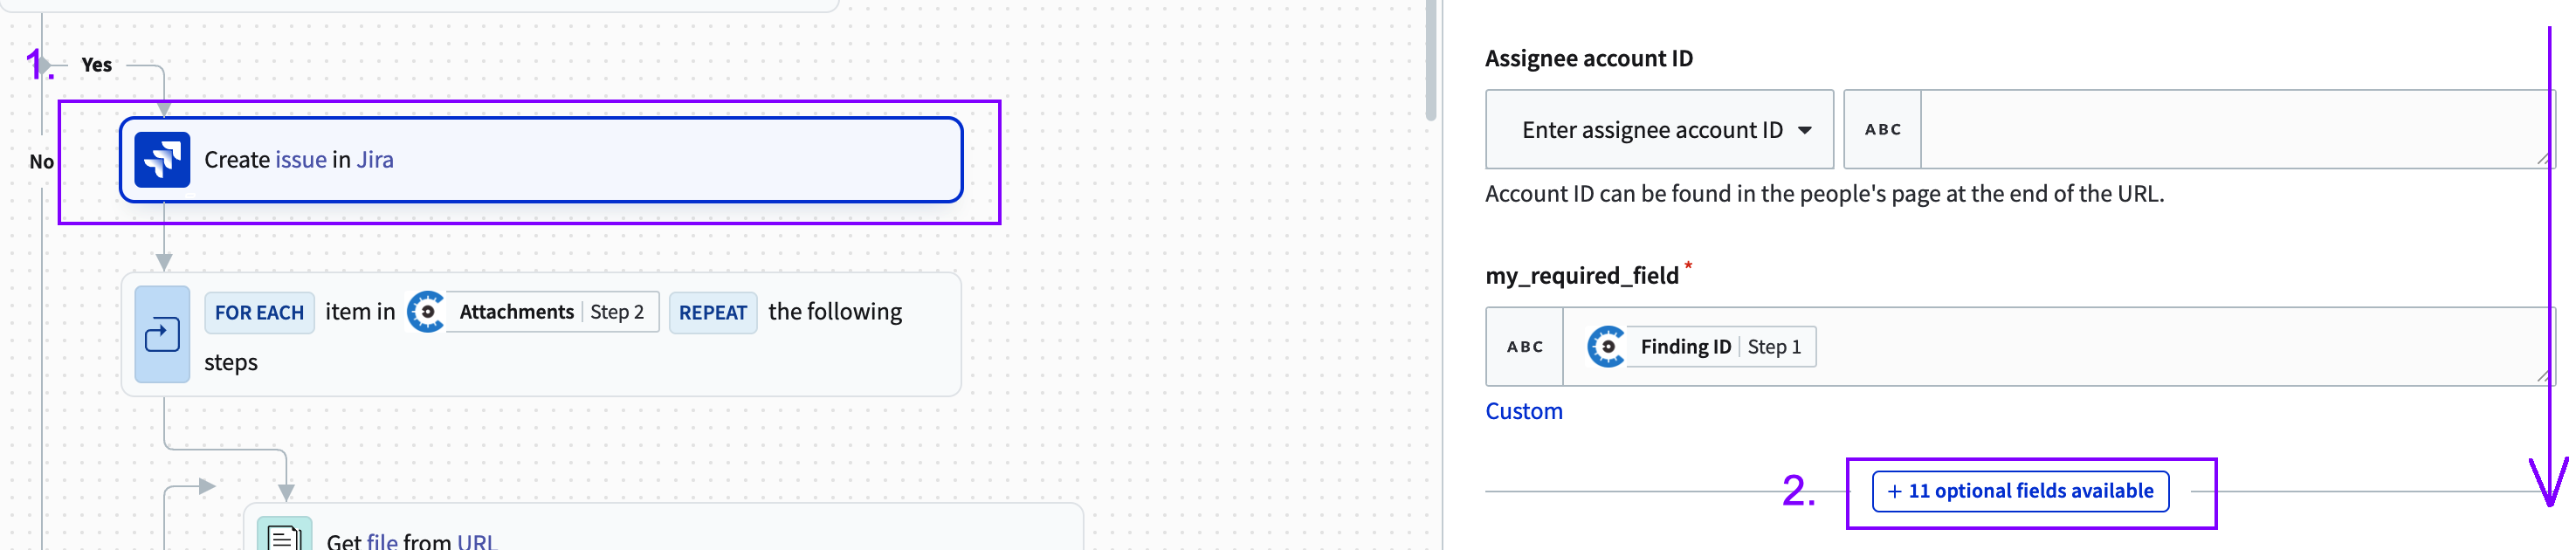 1.
Yes
No
Create issue in Jira
FOR EACH item in Attachments Step 2 REPEAT the following
steps
Get file from URL
Assignee account ID
Enter assignee account ID ABC
Account ID can be found in the people's page at the end of the URL.
my_required_field *
ABC Finding ID Step 1
Custom
2.
+ 11 optional fields available